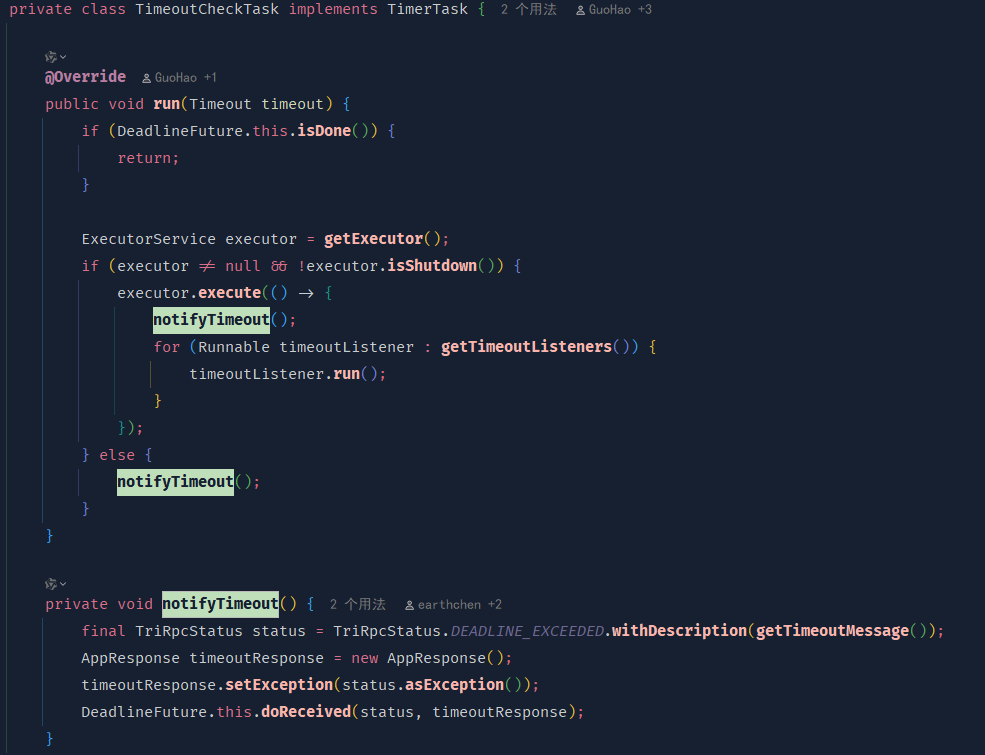 private class TimeoutCheckTask implements TimerTask { 2 个用法 GuoHao +3
@Override GuoHao +1
public void run(Timeout timeout) {
if (DeadlineFuture.this.isDone()) {
return;
}
ExecutorService executor = getExecutor();
if (executor != null && !executor.isShutdown()) {
executor.execute(() -> {
notifyTimeout();
for (Runnable timeoutListener : getTimeoutListeners()) {
timeoutListener.run();
}
});
} else {
notifyTimeout();
}
}
private void notifyTimeout() { 2 个用法 earthchen +2
final TriRpcStatus status = TriRpcStatus.DEADLINE_EXCEEDED.withDescription(getTimeoutMessage());
AppResponse timeoutResponse = new AppResponse();
timeoutResponse.setException(status.asException());
DeadlineFuture.this.doReceived(status, timeoutResponse);
}